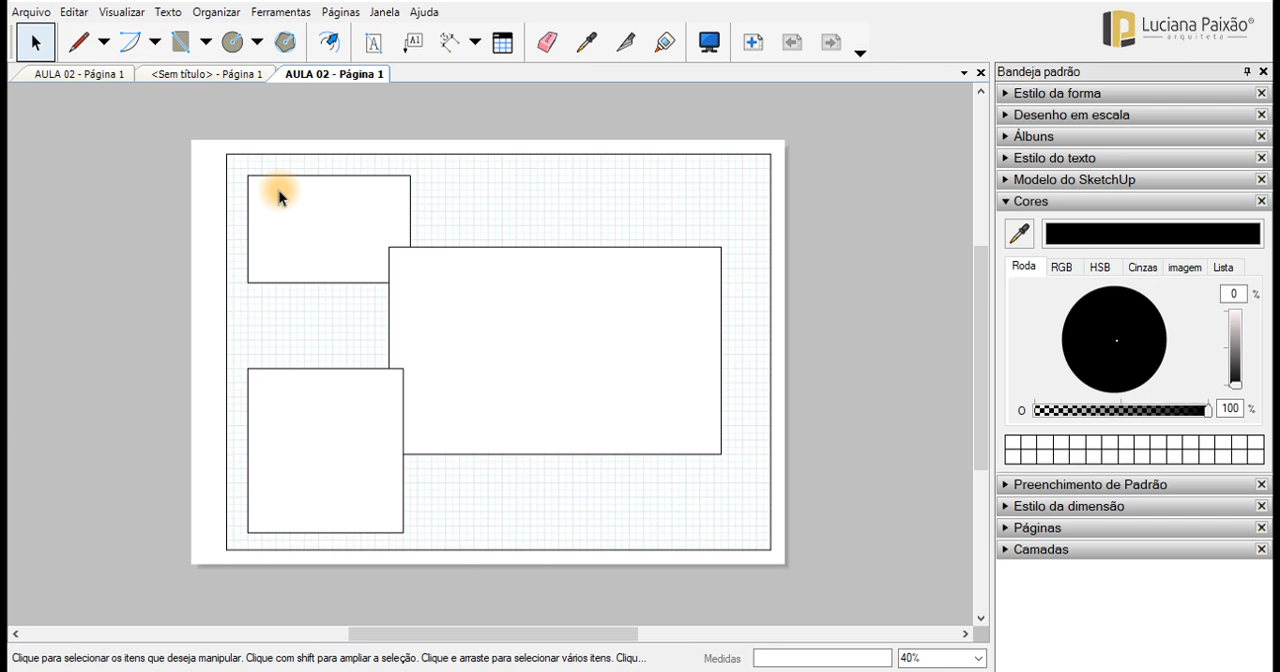 Arquivo Editar Visualizar Texto Organizar Ferramentas Páginas Janela Ajuda
Luciana Paixão®
arquiteta
A1
AULA 02 - Página 1 <Sem título> - Página 1 AULA 02 - Página 1
Bandeja padrão
Estilo da forma
Desenho em escala
Álbuns
Estilo do texto
Modelo do SketchUp
Cores
Roda RGB HSB Cinzas imagem Lista
0 %
O 100 %
Preenchimento de Padrão
Estilo da dimensão
Páginas
Camadas
Clique para selecionar os itens que deseja manipular. Clique com shift para ampliar a seleção. Clique e arraste para selecionar vários itens. Cliqu... Medidas 40%